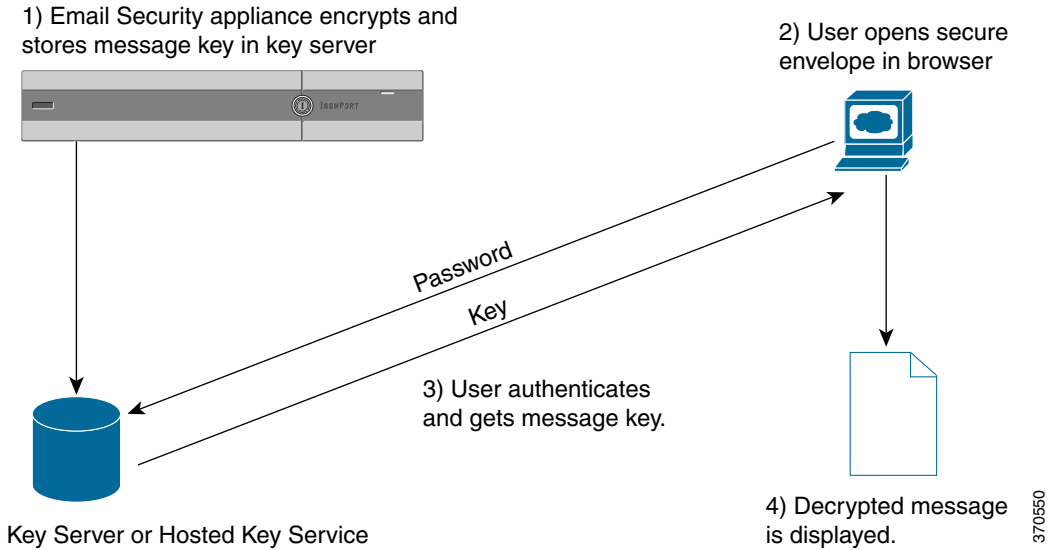 1) Email Security appliance encrypts and
stores message key in key server
2) User opens secure
envelope in browser
IRONPORT
Password
Key
3) User authenticates
and gets message key.
Key Server or Hosted Key Service
4) Decrypted message
is displayed.
370550